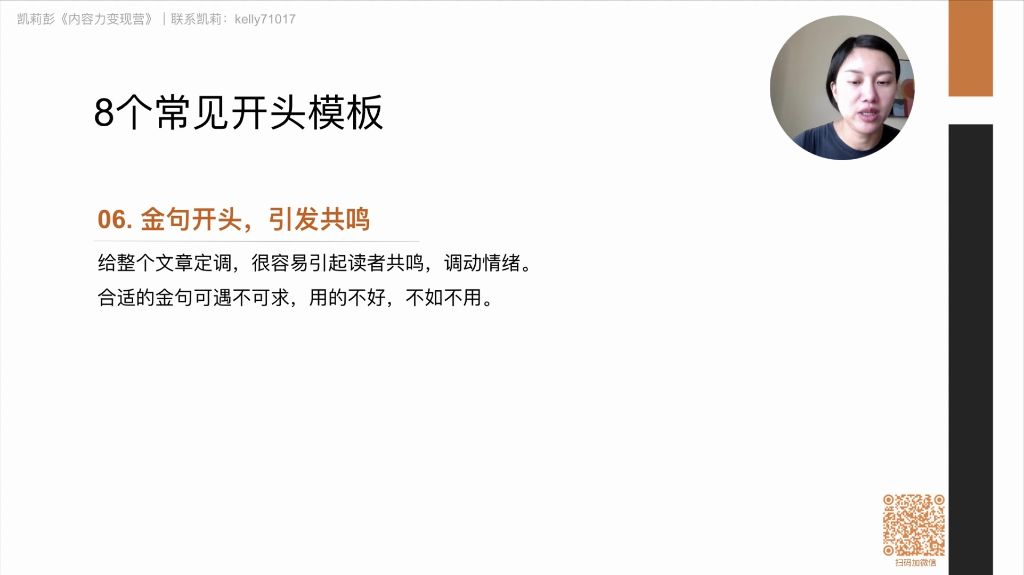 凯莉彭《内容力变现营》｜联系凯莉：kelly71017
8个常见开头模板
06. 金句开头，引发共鸣
给整个文章定调，很容易引起读者共鸣，调动情绪。
合适的金句可遇不可求，用的不好，不如不用。
扫码加微信